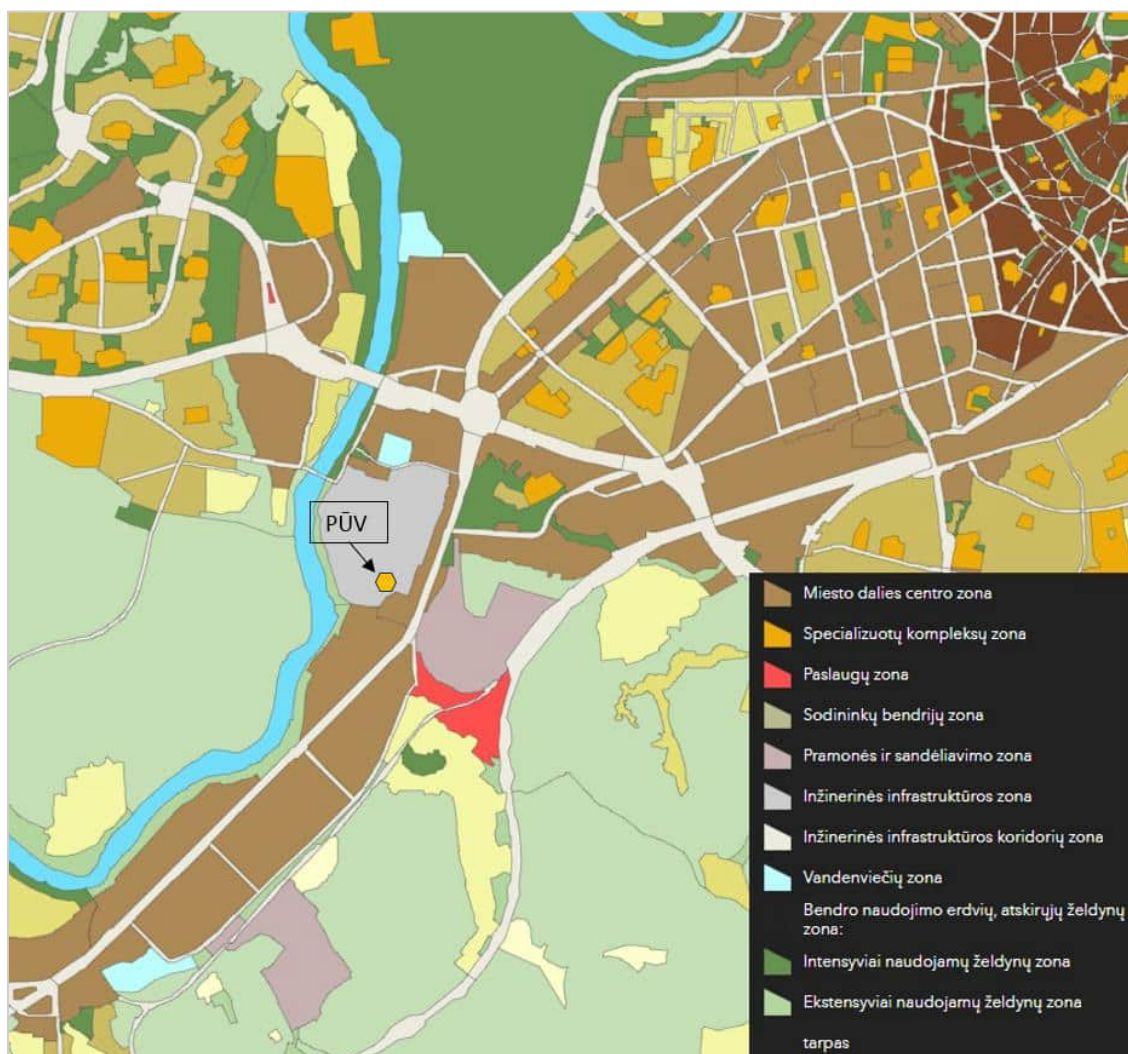 PŪV
Miesto dalies centro zona
Specializuotų kompleksų zona
Paslaugų zona
Sodininkų bendrijų zona
Pramonės ir sandėliavimo zona
Inžinerinės infrastruktūros zona
Inžinerinės infrastruktūros koridorių zona
Vandenviečių zona
Bendro naudojimo erdvių, atskirųjų želdynų
zona:
Intensyviai naudojamų želdynų zona
Ekstensyviai naudojamų želdynų zona
tarpas